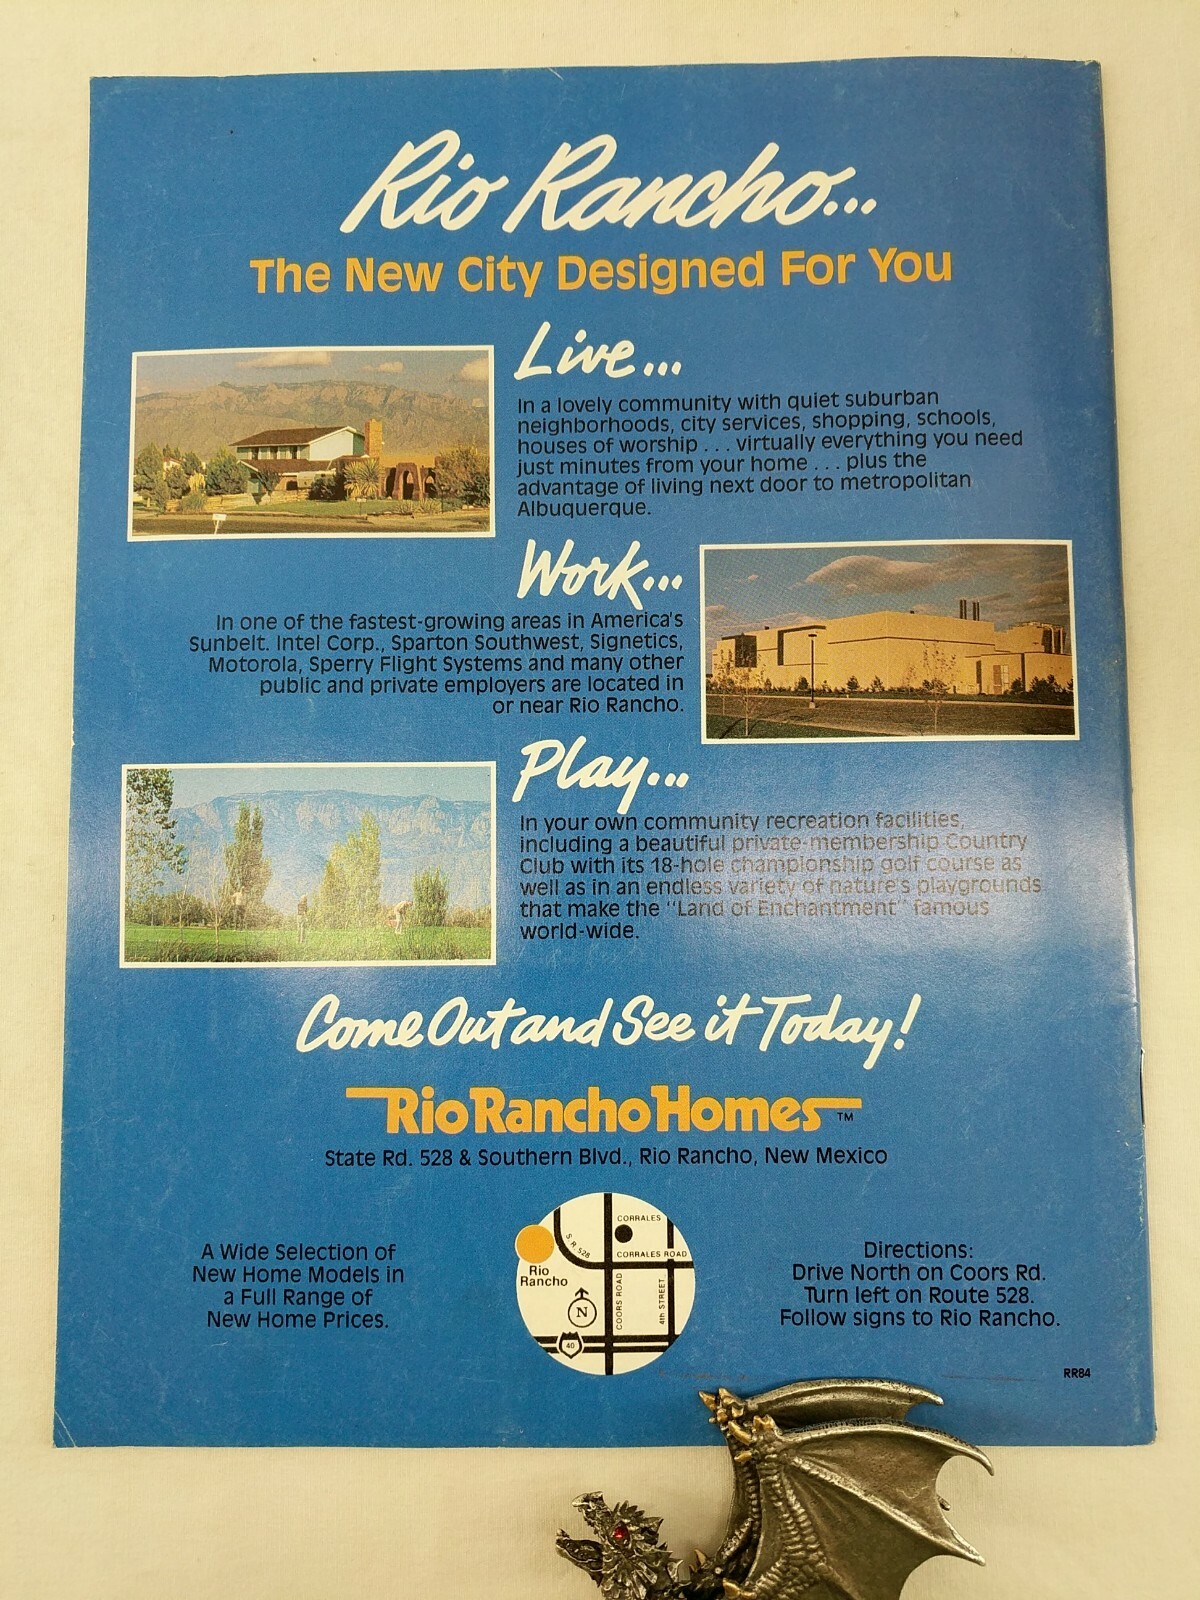 Rio Rancho...
The New City Designed For You
Live...
In a lovely community with quiet suburban
neighborhoods, city services, shopping, schools,
houses of worship . . . virtually everything you need
just minutes from your home . . . plus the
advantage of living next door to metropolitan
Albuquerque.
Work...
In one of the fastest-growing areas in America's
Sunbelt. Intel Corp., Sparton Southwest, Signetics,
Motorola, Sperry Flight Systems and many other
public and private employers are located in
or near Rio Rancho.
Play...
In your own community recreation facilities,
including a beautiful private-membership Country
Club with its 18-hole championship golf course as
well as in an endless variety of nature's playgrounds
that make the "Land of Enchantment" famous
world-wide.
Come Out and See it Today!
Rio Rancho Homes TM
State Rd. 528 & Southern Blvd., Rio Rancho, New Mexico
A Wide Selection of
New Home Models in
a Full Range of
New Home Prices.
CORRALES
S.R. 528
CORRALES ROAD
Rio
Rancho
COORS ROAD
4th STREET
N
40
Directions:
Drive North on Coors Rd.
Turn left on Route 528.
Follow signs to Rio Rancho.
RR84